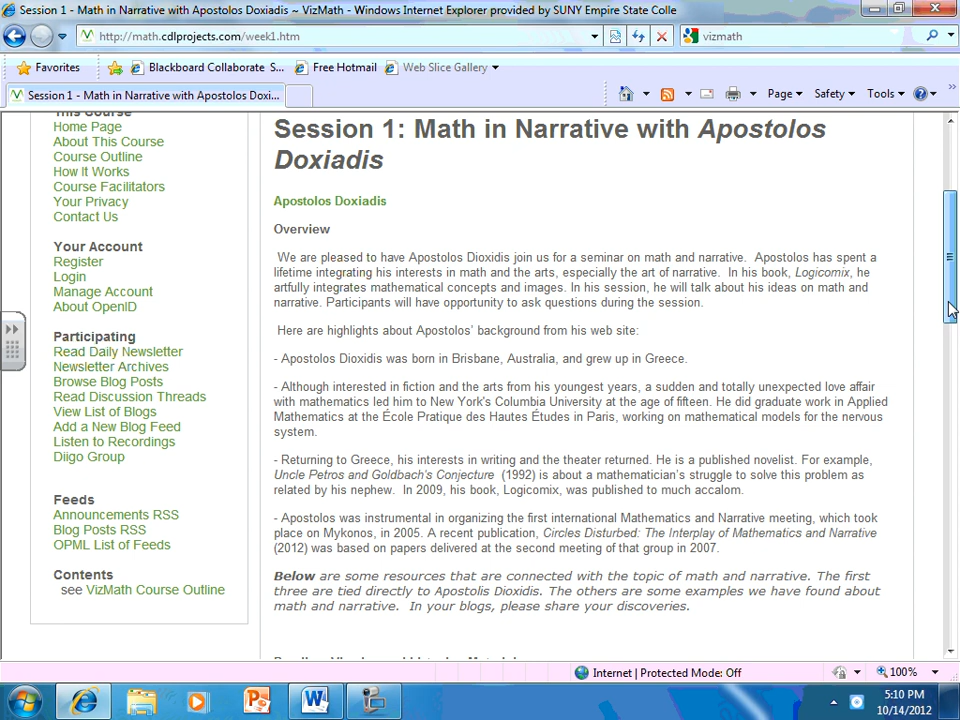 Session 1 - Math in Narrative with Apostolos Doxiadis ~ VizMath - Windows Internet Explorer provided by SUNY Empire State Colle
http://math.cdlprojects.com/week1.htm
vizmath
Favorites
Blackboard Collaborate S...
Free Hotmail
Web Slice Gallery
Session 1 - Math in Narrative with Apostolos Doxiadi...
Page
Safety
Tools
This Course
Home Page
About This Course
Course Outline
How It Works
Course Facilitators
Your Privacy
Contact Us
Your Account
Register
Login
Manage Account
About OpenID
Participating
Read Daily Newsletter
Newsletter Archives
Browse Blog Posts
Read Discussion Threads
View List of Blogs
Add a New Blog Feed
Listen to Recordings
Diigo Group
Feeds
Announcements RSS
Blog Posts RSS
OPML List of Feeds
Contents
see VizMath Course Outline
Session 1: Math in Narrative with Apostolos
Doxiadis
Apostolos Doxiadis
Overview
We are pleased to have Apostolos Dioxidis join us for a seminar on math and narrative. Apostolos has spent a
lifetime integrating his interests in math and the arts, especially the art of narrative. In his book, Logicomix, he
artfully integrates mathematical concepts and images. In his session, he will talk about his ideas on math and
narrative. Participants will have opportunity to ask questions during the session.
Here are highlights about Apostolos' background from his web site:
- Apostolos Dioxidis was born in Brisbane, Australia, and grew up in Greece.
- Although interested in fiction and the arts from his youngest years, a sudden and totally unexpected love affair
with mathematics led him to New York's Columbia University at the age of fifteen. He did graduate work in Applied
Mathematics at the École Pratique des Hautes Études in Paris, working on mathematical models for the nervous
system.
- Returning to Greece, his interests in writing and the theater returned. He is a published novelist. For example,
Uncle Petros and Goldbach's Conjecture (1992) is about a mathematician's struggle to solve this problem as
related by his nephew. In 2009, his book, Logicomix, was published to much accalom.
- Apostolos was instrumental in organizing the first international Mathematics and Narrative meeting, which took
place on Mykonos, in 2005. A recent publication, Circles Disturbed: The Interplay of Mathematics and Narrative
(2012) was based on papers delivered at the second meeting of that group in 2007.
Below are some resources that are connected with the topic of math and narrative. The first
three are tied directly to Apostolis Dioxidis. The others are some examples we have found about
math and narrative. In your blogs, please share your discoveries.
Internet | Protected Mode: Off
100%
5:10 PM
10/14/2012